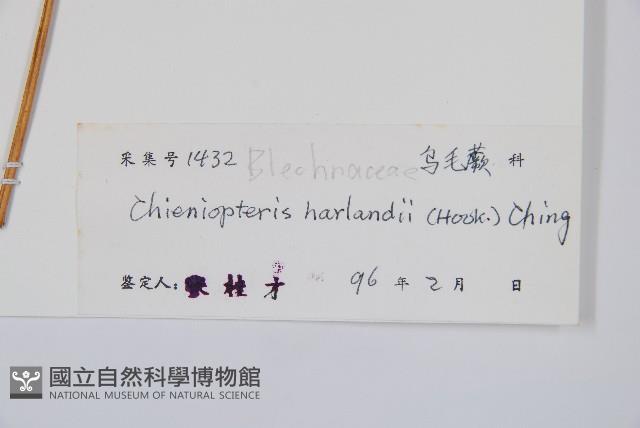 采集号 1432 Blechnaceae 乌毛蕨 科
Chieniopteris harlandii (Hook.) Ching
鉴定人: 张桂才 96 年 2 月 日
國立自然科學博物館
NATIONAL MUSEUM OF NATURAL SCIENCE